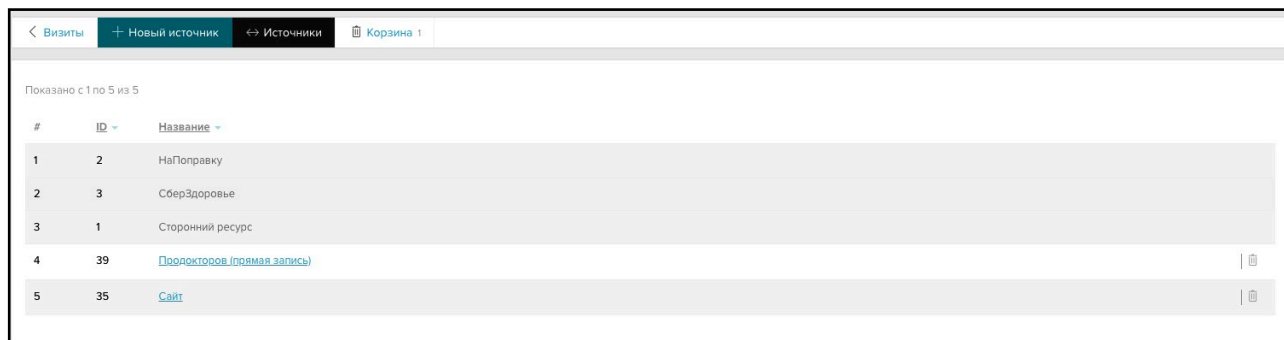 Визиты + Новый источник ↔ Источники Корзина 1
Показано с 1 по 5 из 5
# ID Название
1 2 НаПоправку
2 3 СберЗдоровье
3 1 Сторонний ресурс
4 39 Продокторов (прямая запись)
5 35 Сайт